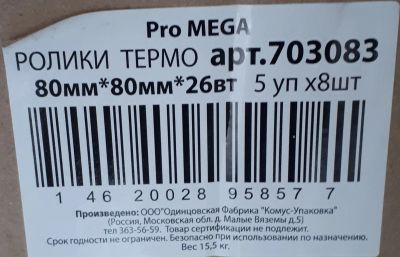 Pro MEGA
РОЛИКИ ТЕРМО арт.703083
80мм*80мм*26вт 5 уп х8шт
1 46 20028 95857 7
Произведено: ООО"Одинцовская Фабрика "Комус-Упаковка"
(Россия, Московская обл. д. Малые Вяземы д.5)
тел 363-56-59. Товар сертификации не подлежит.
Срок годности не ограничен. Безопасно при использовании по назначению.
Вес 15,5 кг.